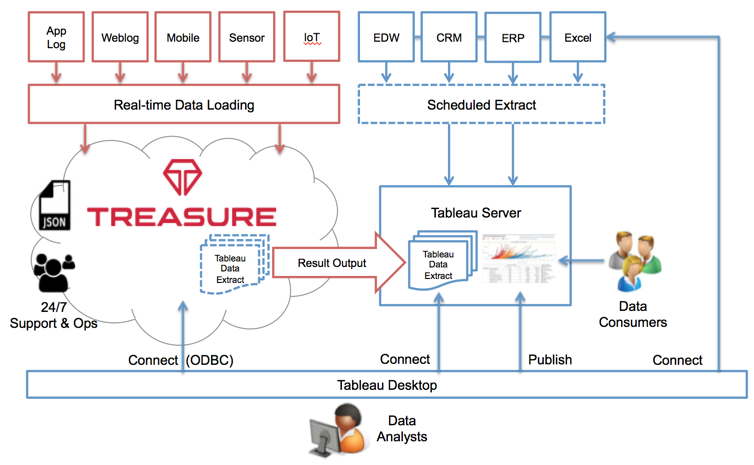 App
Log
Weblog
Mobile
Sensor
IoT
EDW
CRM
ERP
Excel
Real-time Data Loading
Scheduled Extract
TREASURE
JSON
Tableau
Data
Extract
24/7
Support & Ops
Result Output
Tableau Server
Tableau
Data
Extract
Data
Consumers
Connect (ODBC)
Connect
Publish
Connect
Tableau Desktop
Data
Analysts